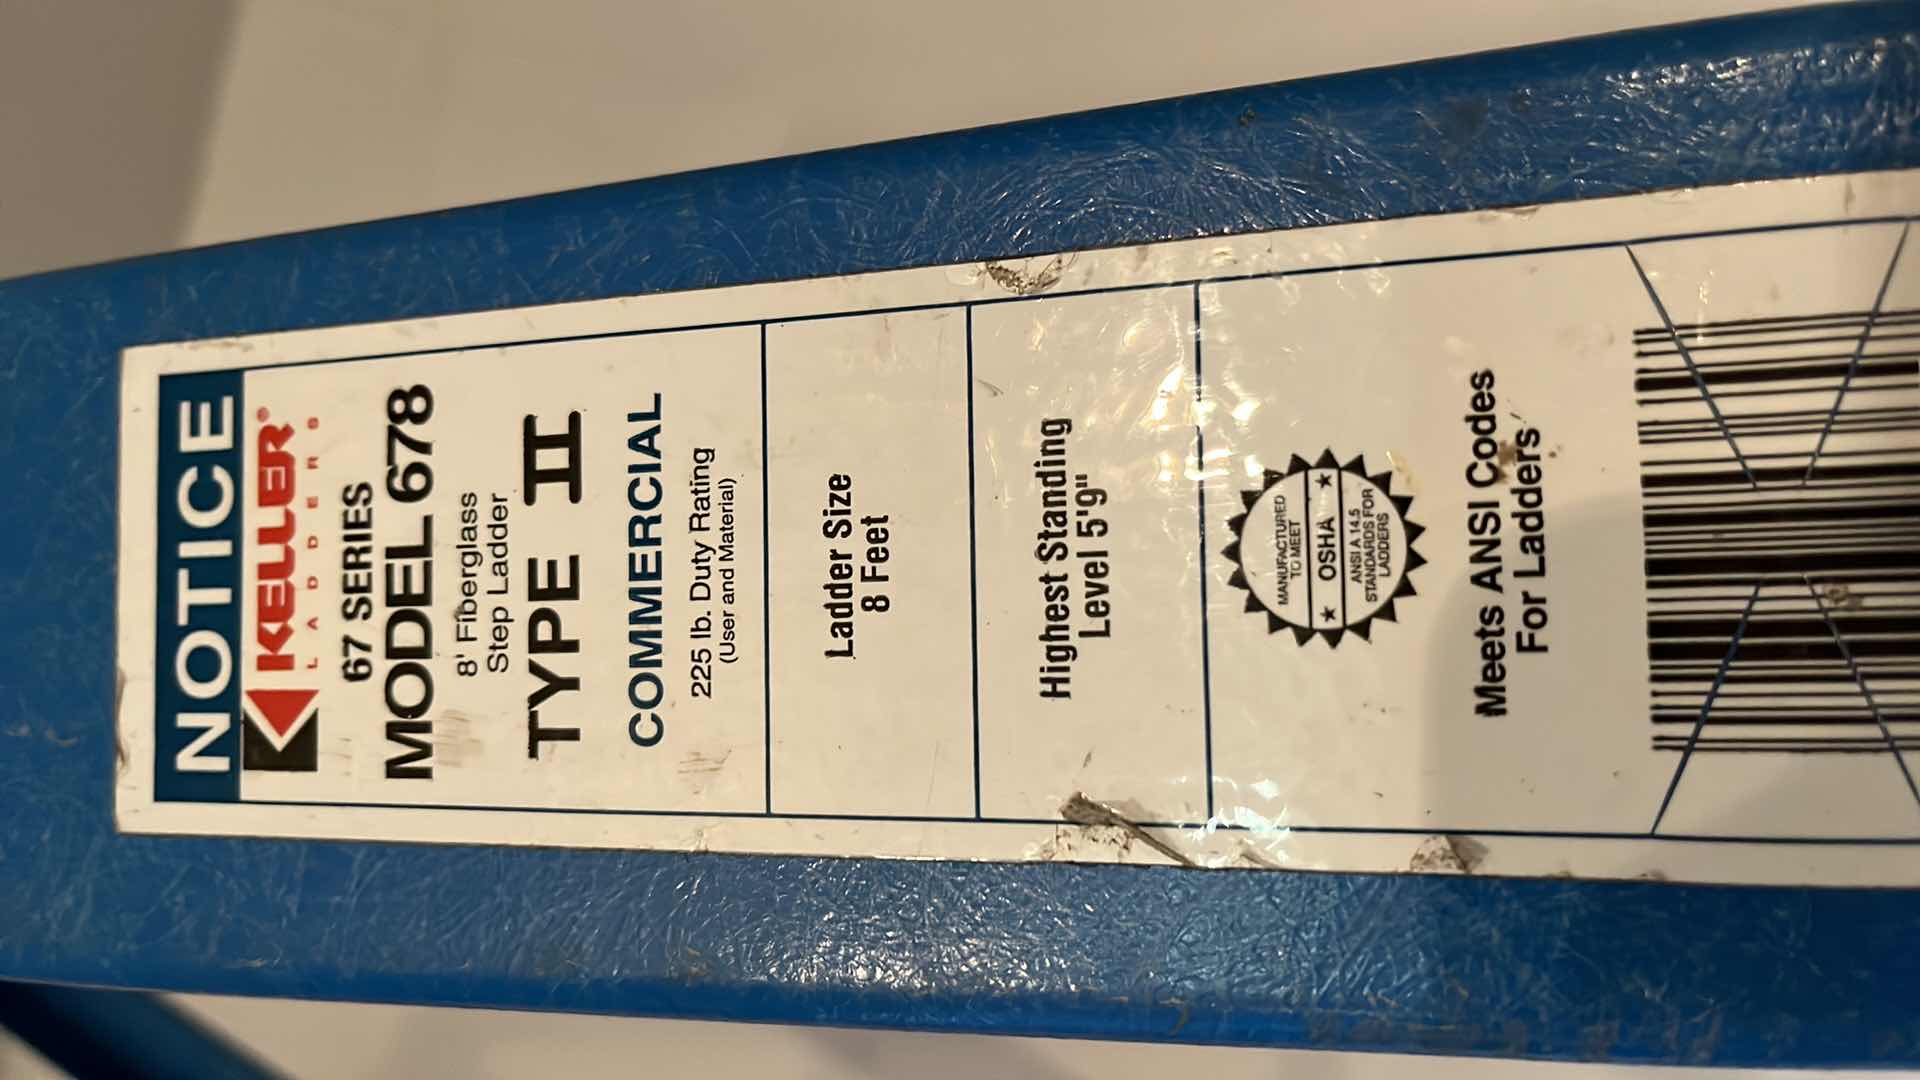 NOTICE
KELLER®
LADDERS
67 SERIES
MODEL 678
8' Fiberglass
Step Ladder
TYPE II
COMMERCIAL
225 lb. Duty Rating
(User and Material)
Ladder Size
8 Feet
Highest Standing
Level 5'9"
MANUFACTURED
TO MEET
★ OSHA ★
ANSI A 14.5
STANDARDS FOR
LADDERS
Meets ANSI Codes
For Ladders